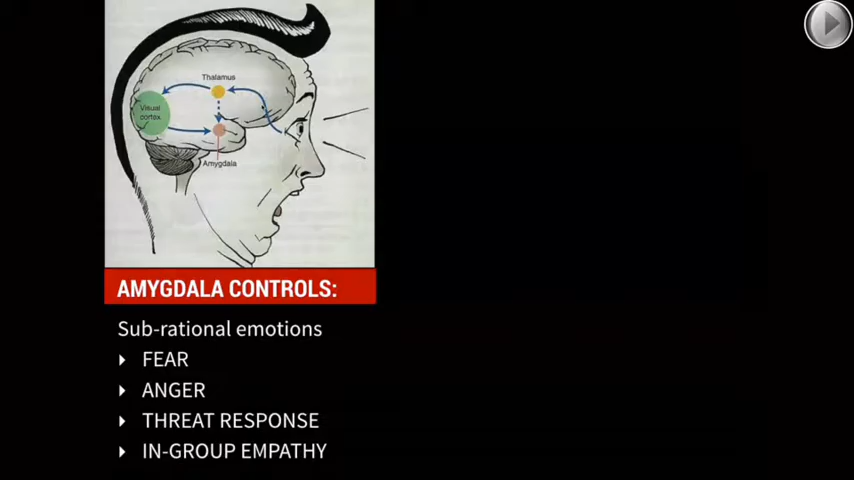 Thalamus
Visual
cortex
Amygdala
AMYGDALA CONTROLS:
Sub-rational emotions
FEAR
ANGER
THREAT RESPONSE
IN-GROUP EMPATHY